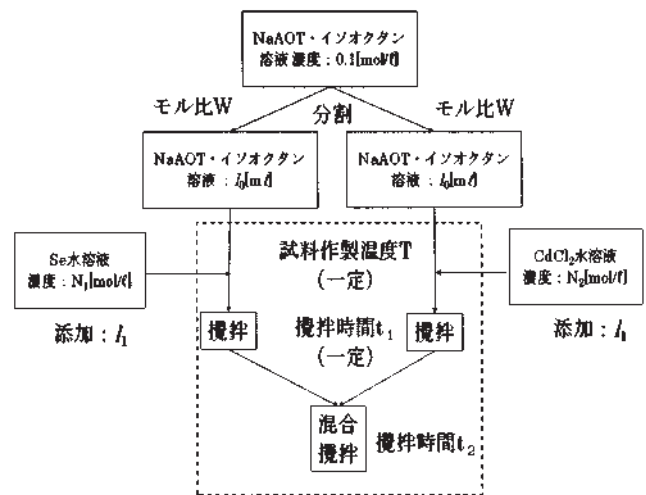 NaAOT・イソオクタン
溶液 濃度：0.1[mol/ℓ]
モル比W
分割
モル比W
NaAOT・イソオクタン
溶液：l₀[mℓ]
NaAOT・イソオクタン
溶液：l₀[mℓ]
Se水溶液
濃度：N₁[mol/ℓ]
添加：l₁
試料作製温度T
（一定）
CdCl₂水溶液
濃度：N₂[mol/ℓ]
添加：l₁
攪拌
攪拌時間t₁
（一定）
攪拌
混合
攪拌
攪拌時間t₂